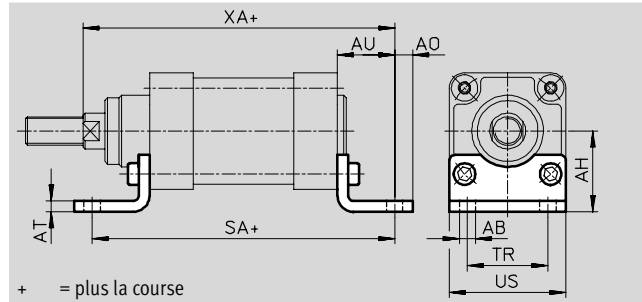 XA+
AU
AO
AH
AT
SA+
AB
TR
US
+ = plus la course